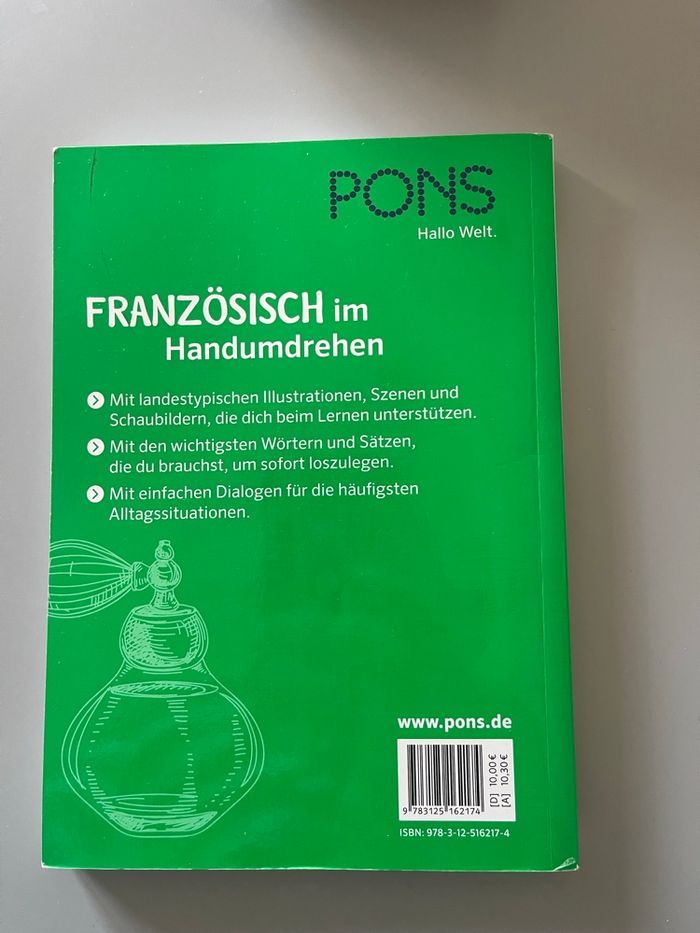 PONS
Hallo Welt.
FRANZÖSISCH im
Handumdrehen
Mit landestypischen Illustrationen, Szenen und
Schaubildern, die dich beim Lernen unterstützen.
Mit den wichtigsten Wörtern und Sätzen,
die du brauchst, um sofort loszulegen.
Mit einfachen Dialogen für die häufigsten
Alltagssituationen.
www.pons.de
[D] 10,00 €
[A] 10,30 €
9 783125 162174
ISBN: 978-3-12-516217-4